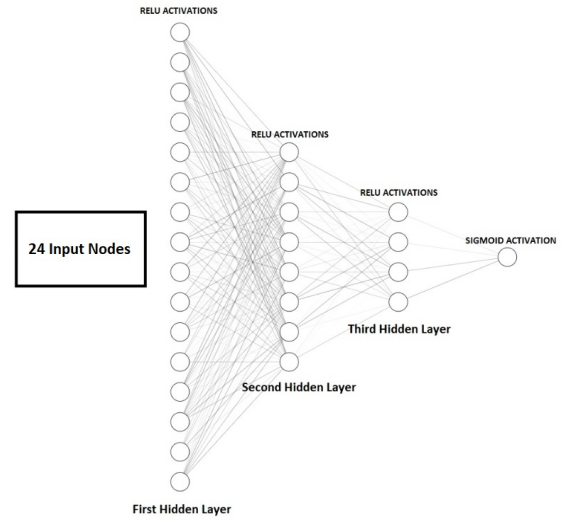 RELU ACTIVATIONS
RELU ACTIVATIONS
RELU ACTIVATIONS
SIGMOID ACTIVATION
24 Input Nodes
Third Hidden Layer
Second Hidden Layer
First Hidden Layer